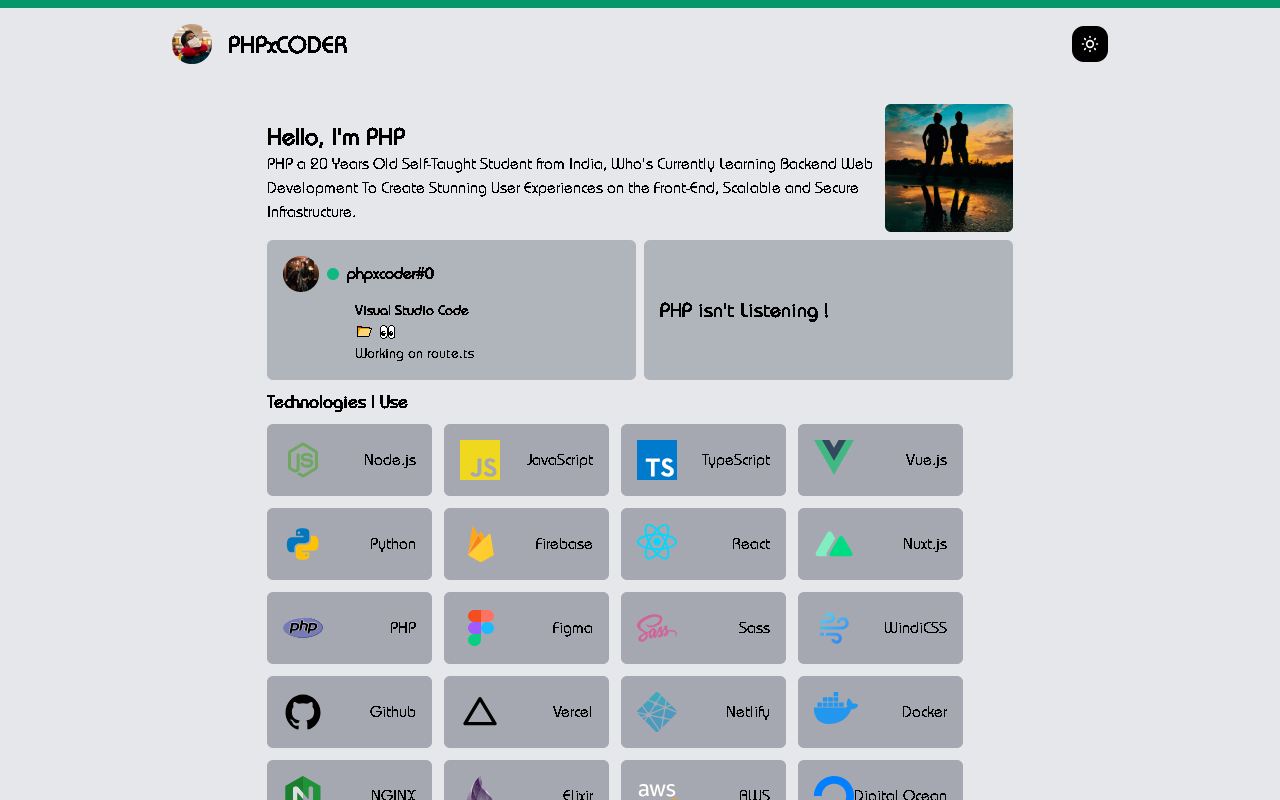 PHPxCODER
Hello, I'm PHP
PHP a 20 Years Old Self-Taught Student from India, Who's Currently Learning Backend Web
Development To Create Stunning User Experiences on the Front-End, Scalable and Secure
Infrastructure.
phpxcoder#0
Visual Studio Code
📁 👀
Working on route.ts
PHP isn't Listening !
Technologies I Use
JS Node.js
JS JavaScript
TS TypeScript
Vue.js
Python
Firebase
React
Nuxt.js
php PHP
Figma
Sass Sass
WindiCSS
Github
Vercel
Netlify
Docker
N NGINX
Elixir
aws AWS
Digital Ocean